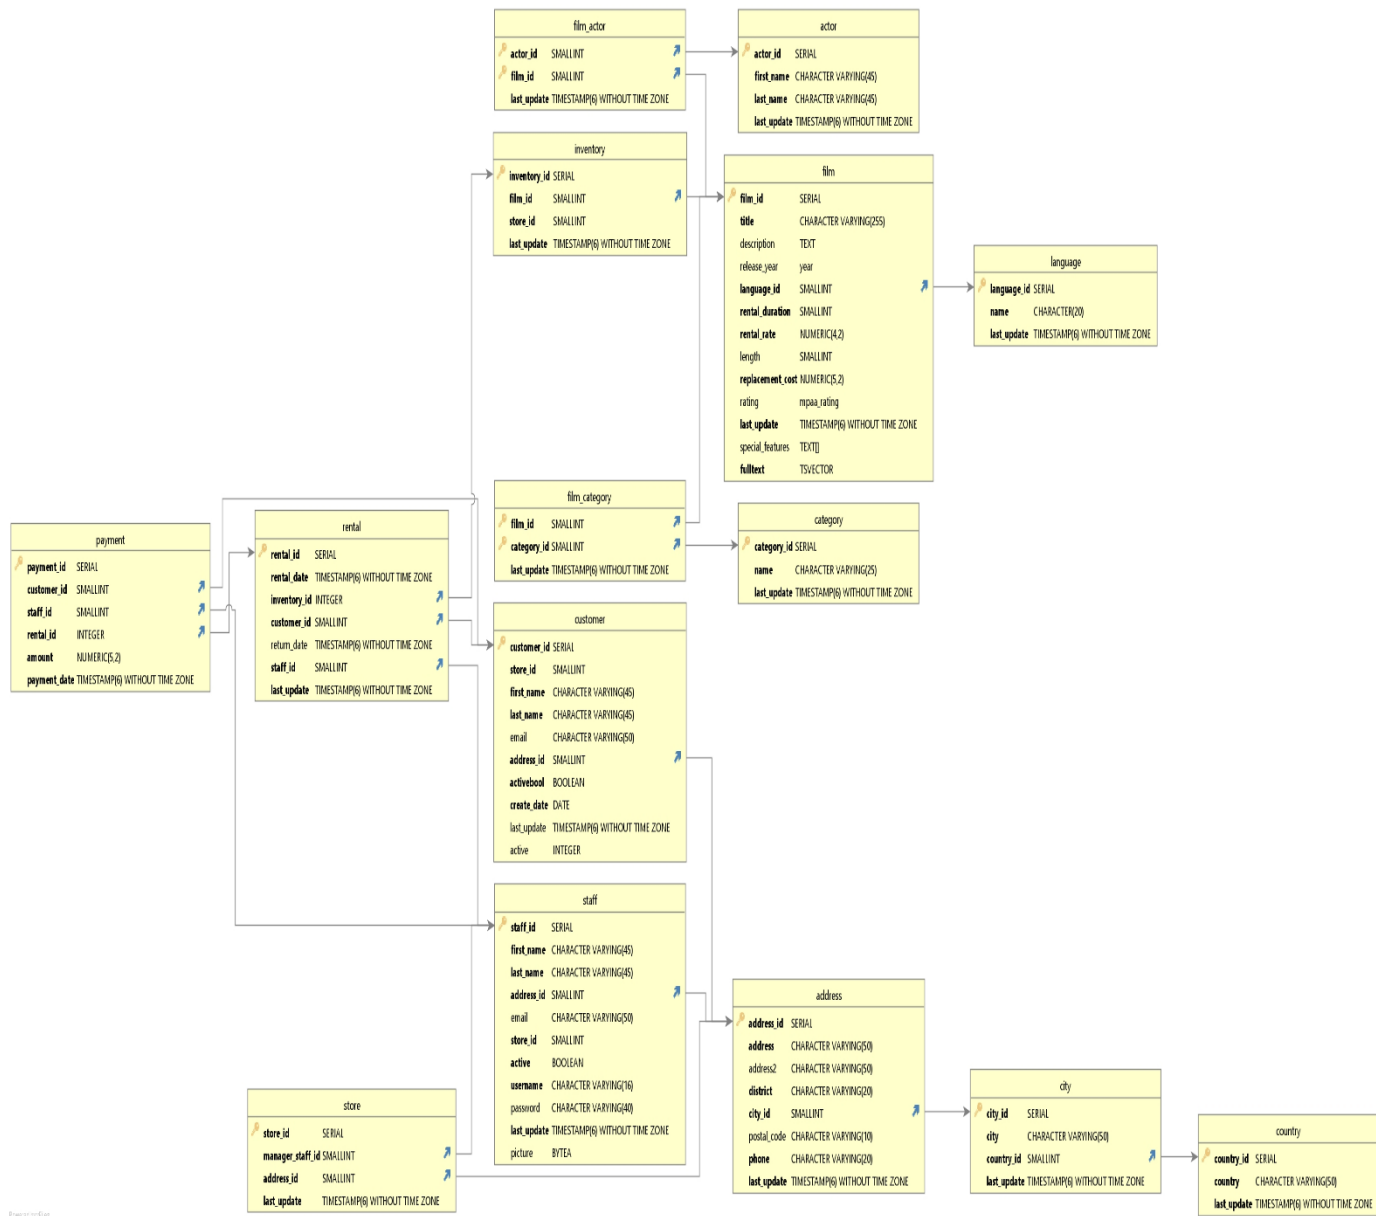 film_actor
actor_id SMALLINT
film_id SMALLINT
last_update TIMESTAMP(6) WITHOUT TIME ZONE
actor
actor_id SERIAL
first_name CHARACTER VARYING(45)
last_name CHARACTER VARYING(45)
last_update TIMESTAMP(6) WITHOUT TIME ZONE
inventory
inventory_id SERIAL
film_id SMALLINT
store_id SMALLINT
last_update TIMESTAMP(6) WITHOUT TIME ZONE
film
film_id SERIAL
title CHARACTER VARYING(255)
description TEXT
release_year year
language_id SMALLINT
rental_duration SMALLINT
rental_rate NUMERIC(4,2)
length SMALLINT
replacement_cost NUMERIC(5,2)
rating mpaa_rating
last_update TIMESTAMP(6) WITHOUT TIME ZONE
special_features TEXT[]
fulltext TSVECTOR
language
language_id SERIAL
name CHARACTER(20)
last_update TIMESTAMP(6) WITHOUT TIME ZONE
film_category
film_id SMALLINT
category_id SMALLINT
last_update TIMESTAMP(6) WITHOUT TIME ZONE
category
category_id SERIAL
name CHARACTER VARYING(25)
last_update TIMESTAMP(6) WITHOUT TIME ZONE
payment
payment_id SERIAL
customer_id SMALLINT
staff_id SMALLINT
rental_id INTEGER
amount NUMERIC(5,2)
payment_date TIMESTAMP(6) WITHOUT TIME ZONE
rental
rental_id SERIAL
rental_date TIMESTAMP(6) WITHOUT TIME ZONE
inventory_id INTEGER
customer_id SMALLINT
return_date TIMESTAMP(6) WITHOUT TIME ZONE
staff_id SMALLINT
last_update TIMESTAMP(6) WITHOUT TIME ZONE
customer
customer_id SERIAL
store_id SMALLINT
first_name CHARACTER VARYING(45)
last_name CHARACTER VARYING(45)
email CHARACTER VARYING(50)
address_id SMALLINT
activebool BOOLEAN
create_date DATE
last_update TIMESTAMP(6) WITHOUT TIME ZONE
active INTEGER
staff
staff_id SERIAL
first_name CHARACTER VARYING(45)
last_name CHARACTER VARYING(45)
address_id SMALLINT
email CHARACTER VARYING(50)
store_id SMALLINT
active BOOLEAN
username CHARACTER VARYING(16)
password CHARACTER VARYING(40)
last_update TIMESTAMP(6) WITHOUT TIME ZONE
picture BYTEA
store
store_id SERIAL
manager_staff_id SMALLINT
address_id SMALLINT
last_update TIMESTAMP(6) WITHOUT TIME ZONE
address
address_id SERIAL
address CHARACTER VARYING(50)
address2 CHARACTER VARYING(50)
district CHARACTER VARYING(20)
city_id SMALLINT
postal_code CHARACTER VARYING(10)
phone CHARACTER VARYING(20)
last_update TIMESTAMP(6) WITHOUT TIME ZONE
city
city_id SERIAL
city CHARACTER VARYING(50)
country_id SMALLINT
last_update TIMESTAMP(6) WITHOUT TIME ZONE
country
country_id SERIAL
country CHARACTER VARYING(50)
last_update TIMESTAMP(6) WITHOUT TIME ZONE